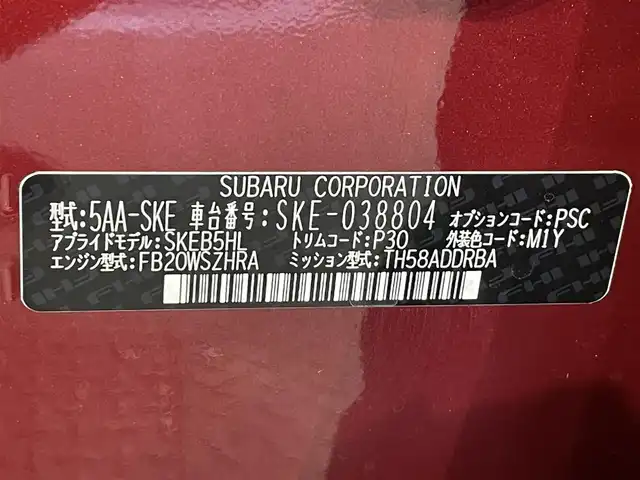 SUBARU CORPORATION
型式:5AA-SKE 車台番号:SKE-038804 オプションコード:PSC
アプライドモデル:SKEB5HL トリムコード:P30 外装色コード:M1Y
エンジン型式:FB20WSZHRA ミッション型式:TH58ADDRBA